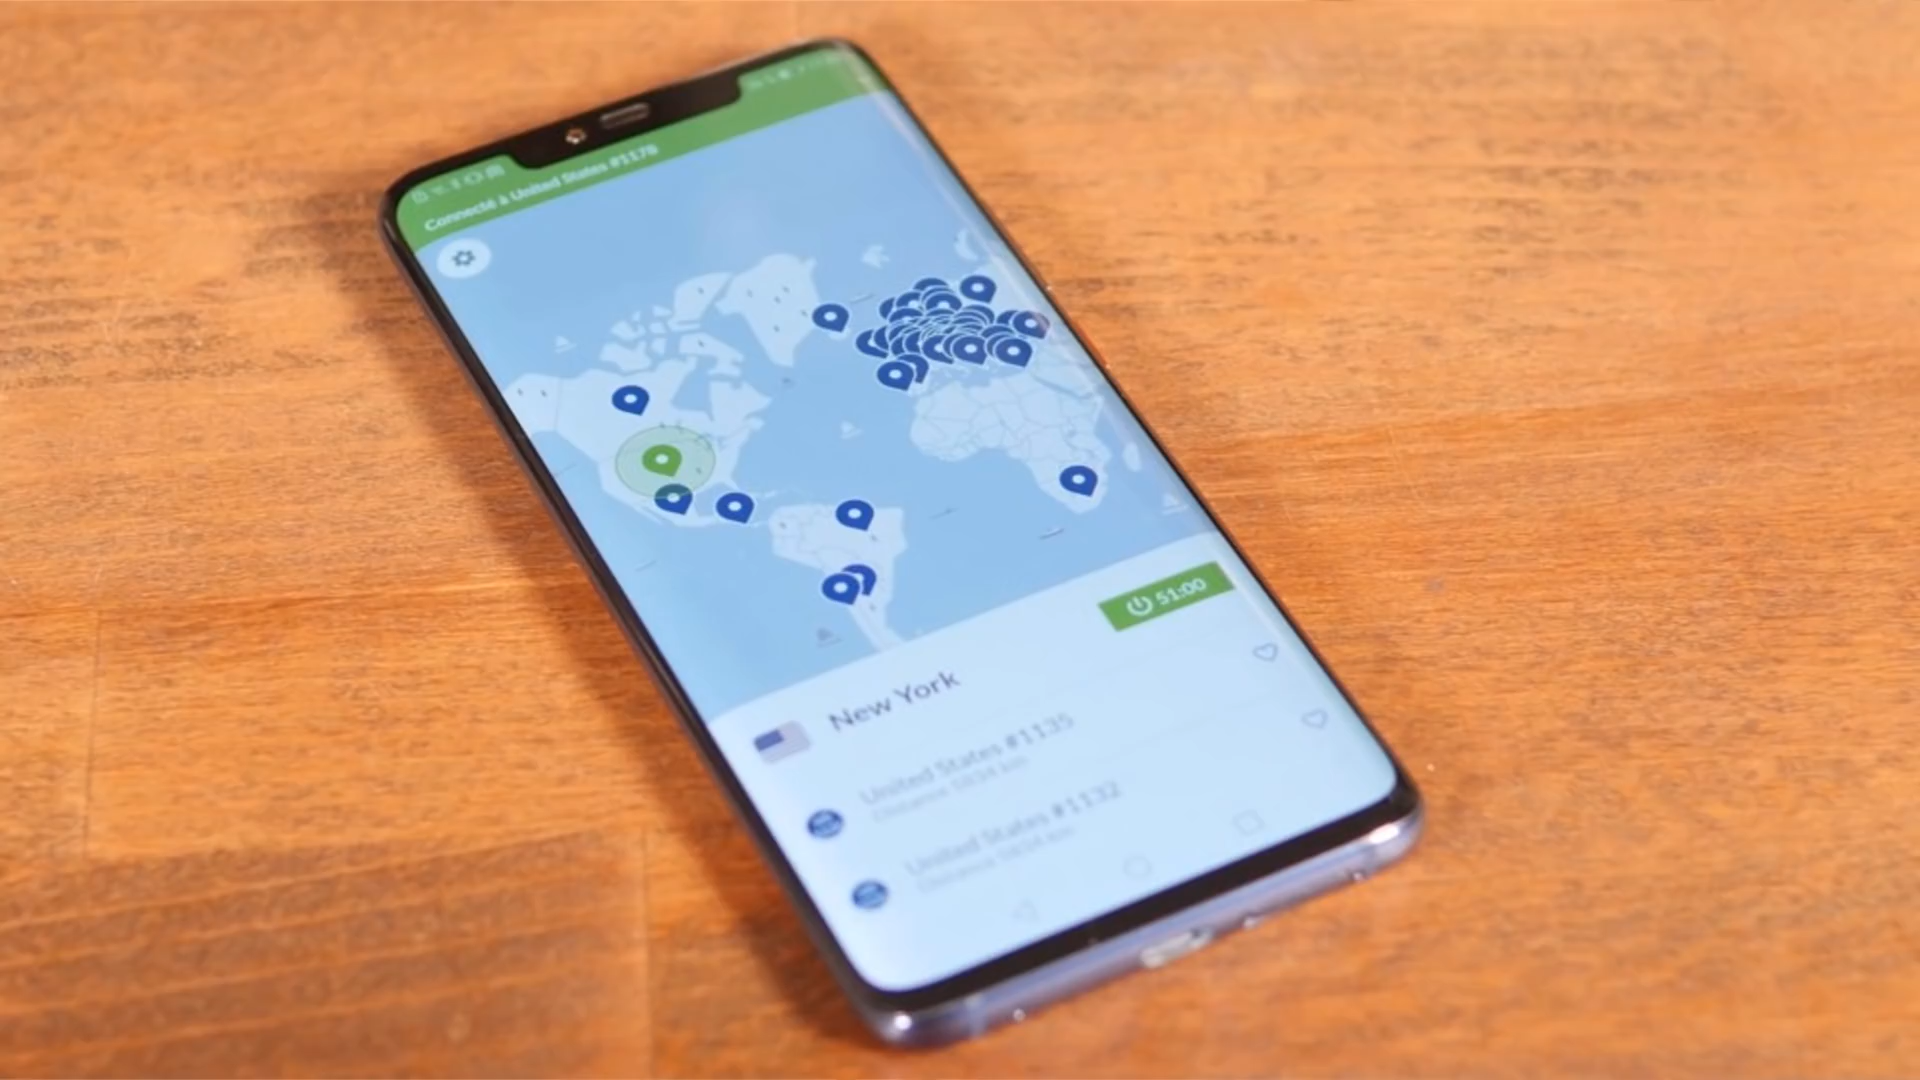 Connecté à United States #1178
51:00
New York
United States #1135
United States #1132